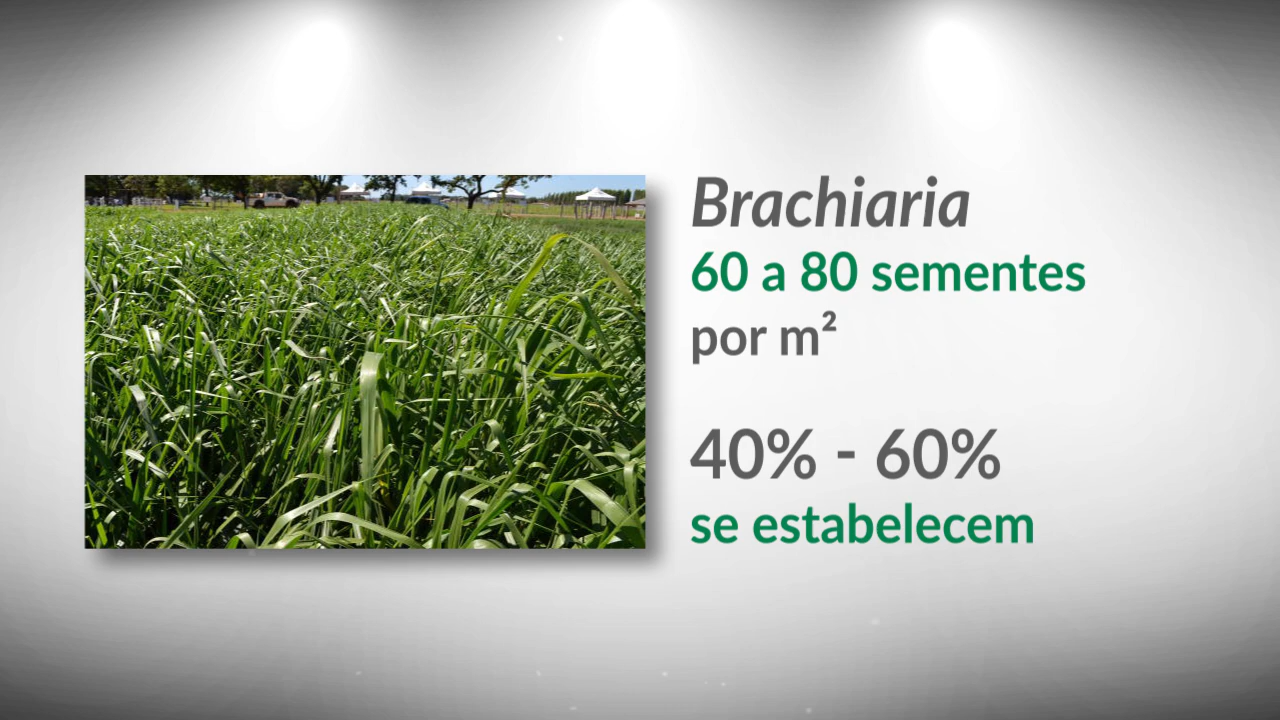 Brachiaria
60 a 80 sementes
por m²
40% - 60%
se estabelecem